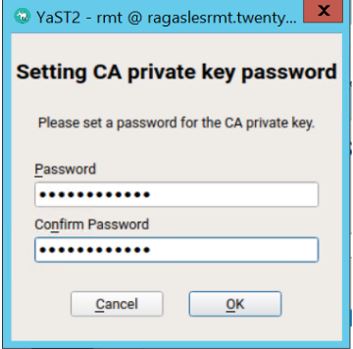 YaST2 - rmt @ ragaslesrmt.twenty...
Setting CA private key password
Please set a password for the CA private key.
Password
●●●●●●●●●●●●
Confirm Password
●●●●●●●●●●●●
Cancel OK